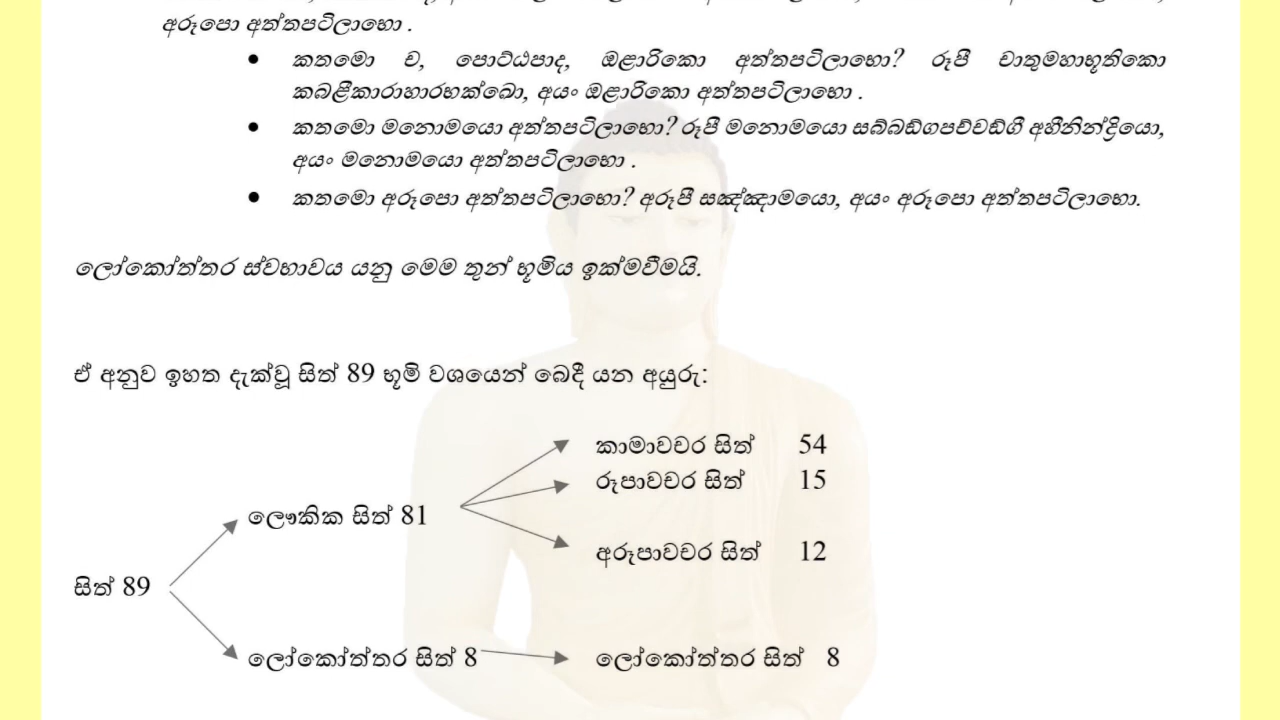 අරූපො අත්තපටිලාභො .
• කතමො ච, පොට්ඨපාද, ඔළාරිකො අත්තපටිලාභො? රූපී චාතුමහාභූතිකො
කබළීකාරාහාරභක්ඛො, අයං ඔළාරිකො අත්තපටිලාභො .
• කතමො මනොමයො අත්තපටිලාභො? රූපී මනොමයො සබ්බඞ්ගපච්චඞ්ගී අහීනින්ද්‍රියො,
අයං මනොමයො අත්තපටිලාභො .
• කතමො අරූපො අත්තපටිලාභො? අරූපී සඤ්ඤාමයො, අයං අරූපො අත්තපටිලාභො.
ලෝකෝත්තර ස්වභාවය යනු මෙම තුන් භූමිය ඉක්මවීමයි.
ඒ අනුව ඉහත දැක්වූ සිත් 89 භූමි වශයෙන් බෙදී යන අයුරු:
කාමාවචර සිත් 54
රූපාවචර සිත් 15
ලෞකික සිත් 81
අරූපාවචර සිත් 12
සිත් 89
ලෝකෝත්තර සිත් 8 ලෝකෝත්තර සිත් 8